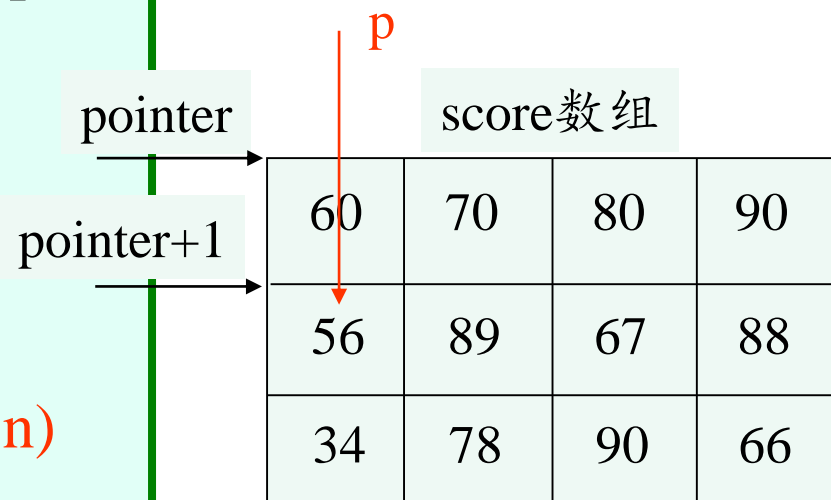 p
pointer
score数组
60 70 80 90
pointer+1
56 89 67 88
n)
34 78 90 66